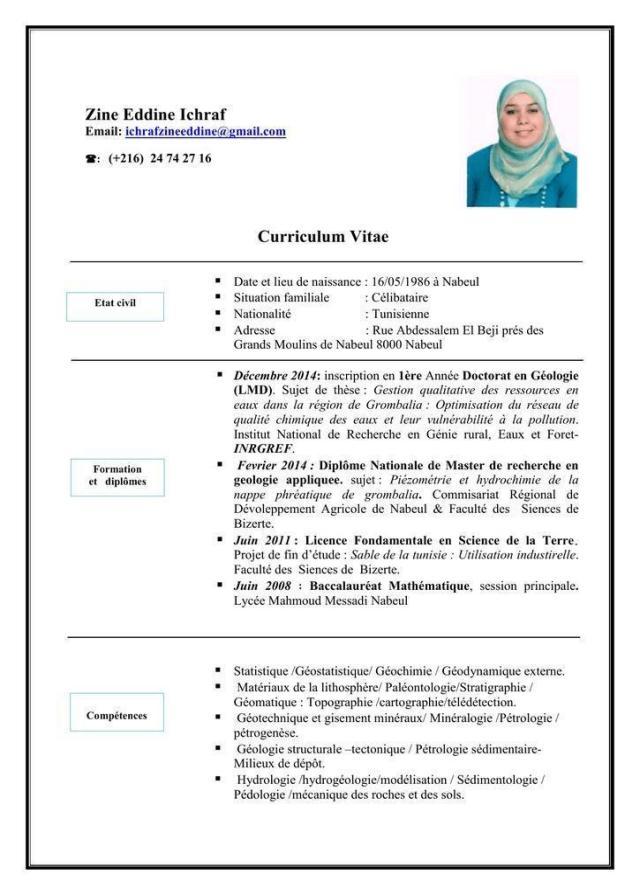 Zine Eddine Ichraf
Email: ichrafzineeddine@gmail.com
☎: (+216) 24 74 27 16
Curriculum Vitae
Etat civil
▪ Date et lieu de naissance : 16/05/1986 à Nabeul
▪ Situation familiale : Célibataire
▪ Nationalité : Tunisienne
▪ Adresse : Rue Abdessalem El Beji prés des
Grands Moulins de Nabeul 8000 Nabeul
Formation
et diplômes
▪ Décembre 2014: inscription en 1ère Année Doctorat en Géologie
(LMD). Sujet de thèse : Gestion qualitative des ressources en
eaux dans la région de Grombalia : Optimisation du réseau de
qualité chimique des eaux et leur vulnérabilité à la pollution.
Institut National de Recherche en Génie rural, Eaux et Foret-
INRGREF.
▪ Fevrier 2014 : Diplôme Nationale de Master de recherche en
geologie appliquee. sujet : Piézométrie et hydrochimie de la
nappe phréatique de grombalia. Commisariat Régional de
Dévoleppement Agricole de Nabeul & Faculté des Siences de
Bizerte.
▪ Juin 2011 : Licence Fondamentale en Science de la Terre.
Projet de fin d'étude : Sable de la tunisie : Utilisation industirelle.
Faculté des Siences de Bizerte.
▪ Juin 2008 : Baccalauréat Mathématique, session principale.
Lycée Mahmoud Messadi Nabeul
Compétences
▪ Statistique /Géostatistique/ Géochimie / Géodynamique externe.
▪ Matériaux de la lithosphère/ Paléontologie/Stratigraphie /
Géomatique : Topographie /cartographie/télédétection.
▪ Géotechnique et gisement minéraux/ Minéralogie /Pétrologie /
pétrogenèse.
▪ Géologie structurale –tectonique / Pétrologie sédimentaire-
Milieux de dépôt.
▪ Hydrologie /hydrogéologie/modélisation / Sédimentologie /
Pédologie /mécanique des roches et des sols.